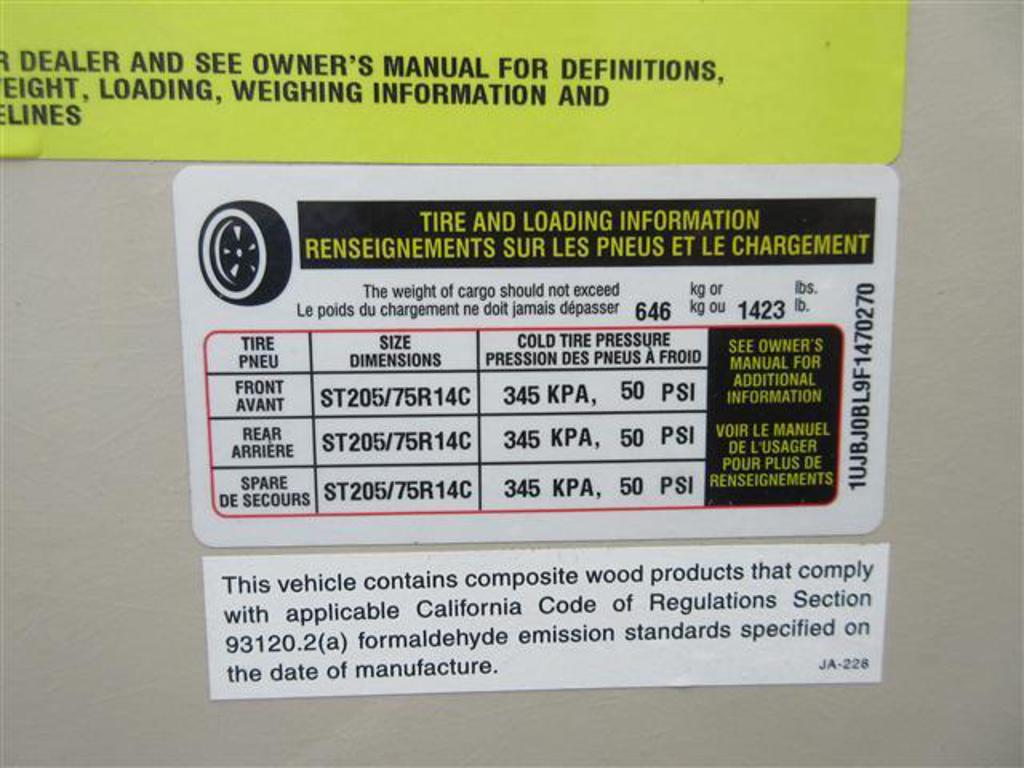 DEALER AND SEE OWNER'S MANUAL FOR DEFINITIONS,
LOADING, WEIGHING INFORMATION AND
TIRE AND LOADING INFORMATION
RENSEIGNEMENTS SUR LES PNEUS ET LE CHARGEMENT
The weight of cargo should not exceed kg or lbs.
Le poids du chargement ne doit jamais dépasser 646 kg ou 1423 lb.
TIRE SIZE COLD TIRE PRESSURE
PNEU DIMENSIONS PRESSION DES PNEUS À FROID
FRONT
AVANT ST205/75R14C 345 KPA, 50 PSI
REAR
ARRIÈRE ST205/75R14C 345 KPA, 50 PSI
SPARE
DE SECOURS ST205/75R14C 345 KPA, 50 PSI
SEE OWNER'S
MANUAL FOR
ADDITIONAL
INFORMATION
VOIR LE MANUEL
DE L'USAGER
POUR PLUS DE
RENSEIGNEMENTS
1UJBJ0BL9F1470270
This vehicle contains composite wood products that comply
with applicable California Code of Regulations Section
93120.2(a) formaldehyde emission standards specified on
the date of manufacture.
JA-228